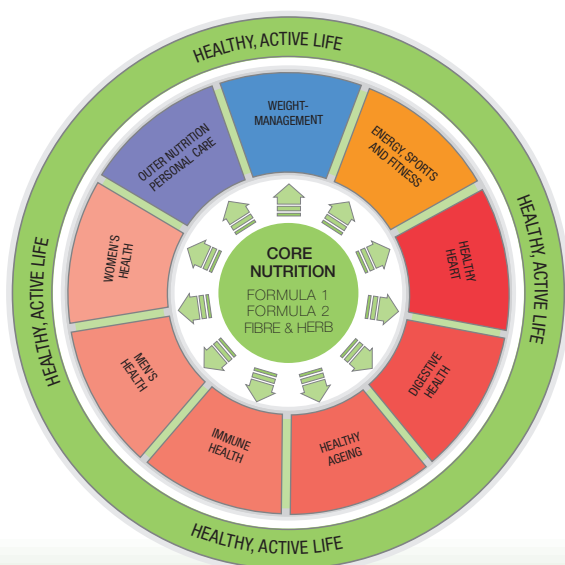 HEALTHY, ACTIVE LIFE
WEIGHT-
MANAGEMENT
ENERGY, SPORTS
AND FITNESS
HEALTHY
HEART
DIGESTIVE
HEALTH
HEALTHY
AGEING
IMMUNE
HEALTH
MEN'S
HEALTH
WOMEN'S
HEALTH
OUTER NUTRITION
PERSONAL CARE
CORE
NUTRITION
FORMULA 1
FORMULA 2
FIBRE & HERB
HEALTHY, ACTIVE LIFE
HEALTHY, ACTIVE LIFE
HEALTHY, ACTIVE LIFE